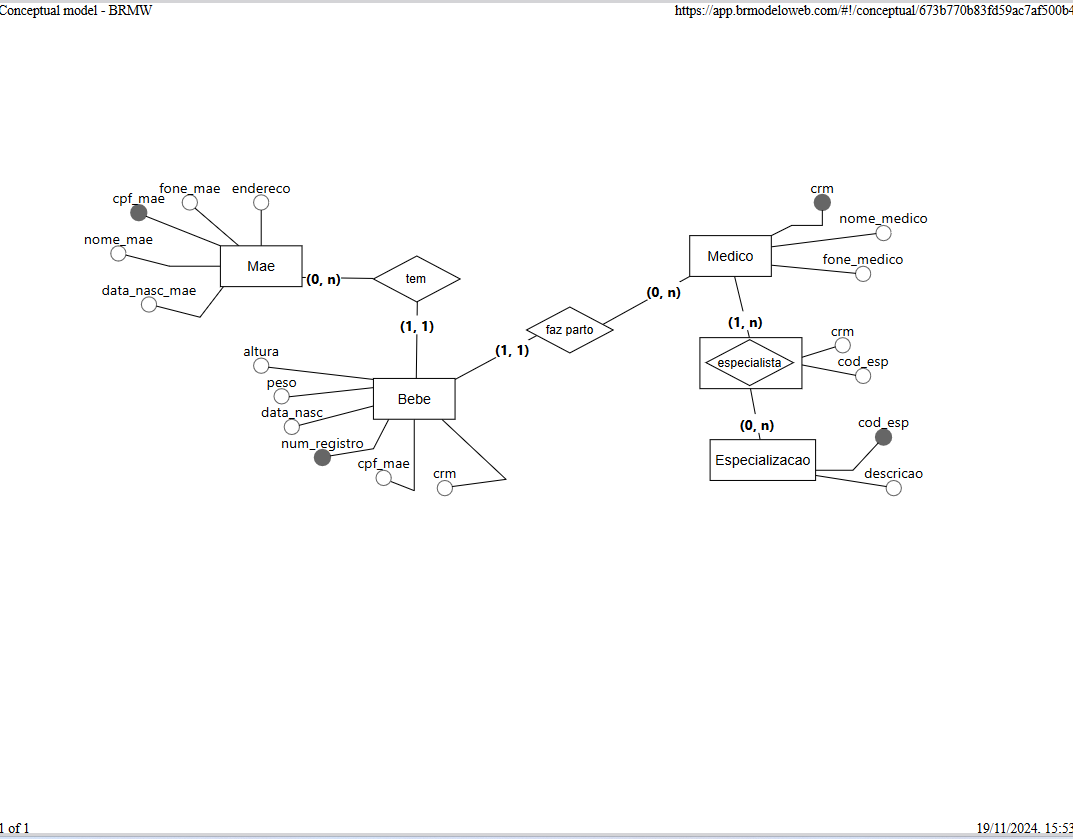 Conceptual model - BRMW
https://app.brmodeloweb.com/#!/conceptual/673b770b83fd59ac7af500b4
cpf_mae
fone_mae
endereco
nome_mae
data_nasc_mae
Mae
(0, n)
tem
(1, 1)
crm
nome_medico
fone_medico
Medico
(0, n)
faz parto
(1, 1)
(1, n)
especialista
crm
cod_esp
altura
peso
data_nasc
num_registro
cpf_mae
crm
Bebe
(0, n)
Especializacao
cod_esp
descricao
1 of 1
19/11/2024, 15:53